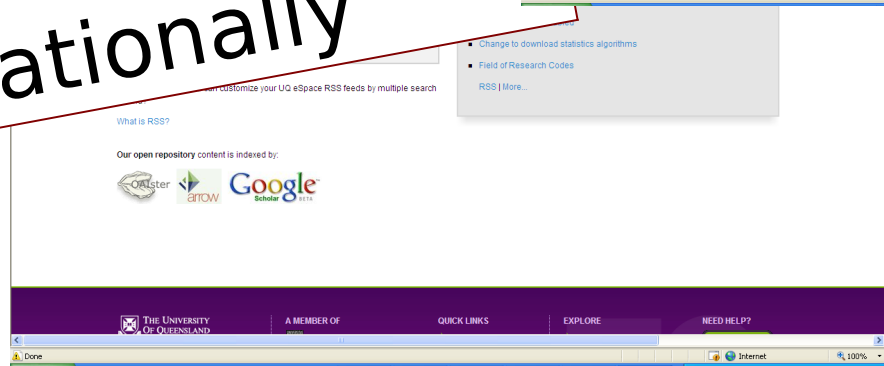 ationally
Change to download statistics algorithms
Field of Research Codes
customize your UQ eSpace RSS feeds by multiple search
RSS | More...
What is RSS?
Our open repository content is indexed by:
OAIster
arrow
Google
Scholar BETA
THE UNIVERSITY
OF QUEENSLAND
A MEMBER OF
QUICK LINKS
EXPLORE
NEED HELP?
Done
Internet
100%